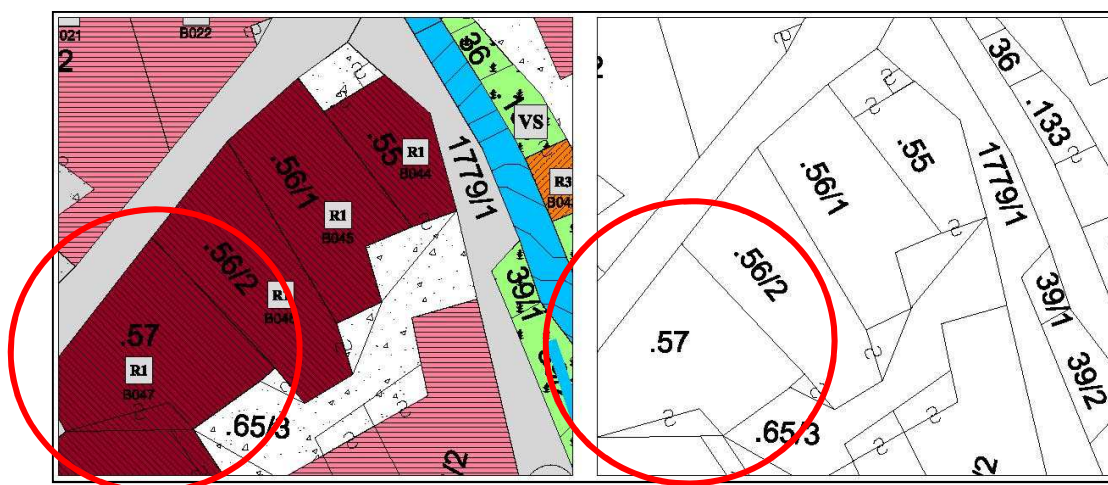 021
B022
2
36
VS
.55
R1
B044
1779/1
R3
.56/1
R1
B045
.56/2
R1
B046
39/1
.57
R1
B047
.65/3
/2
36
.133
.55
1779/1
.56/1
.56/2
39/1
.57
39/2
.65/3
/2